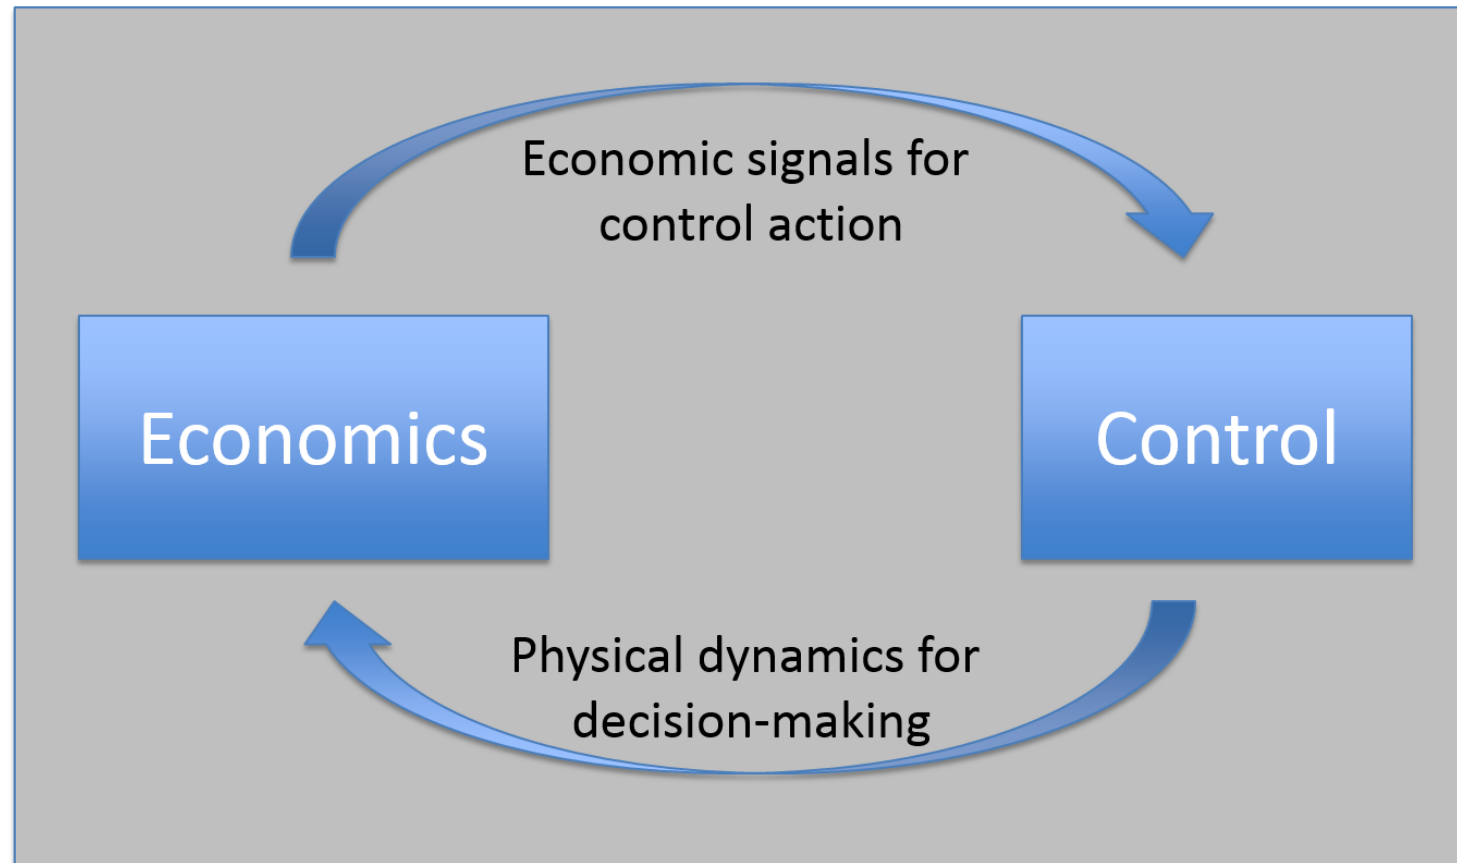 Economic signals for
control action
Economics
Control
Physical dynamics for
decision-making